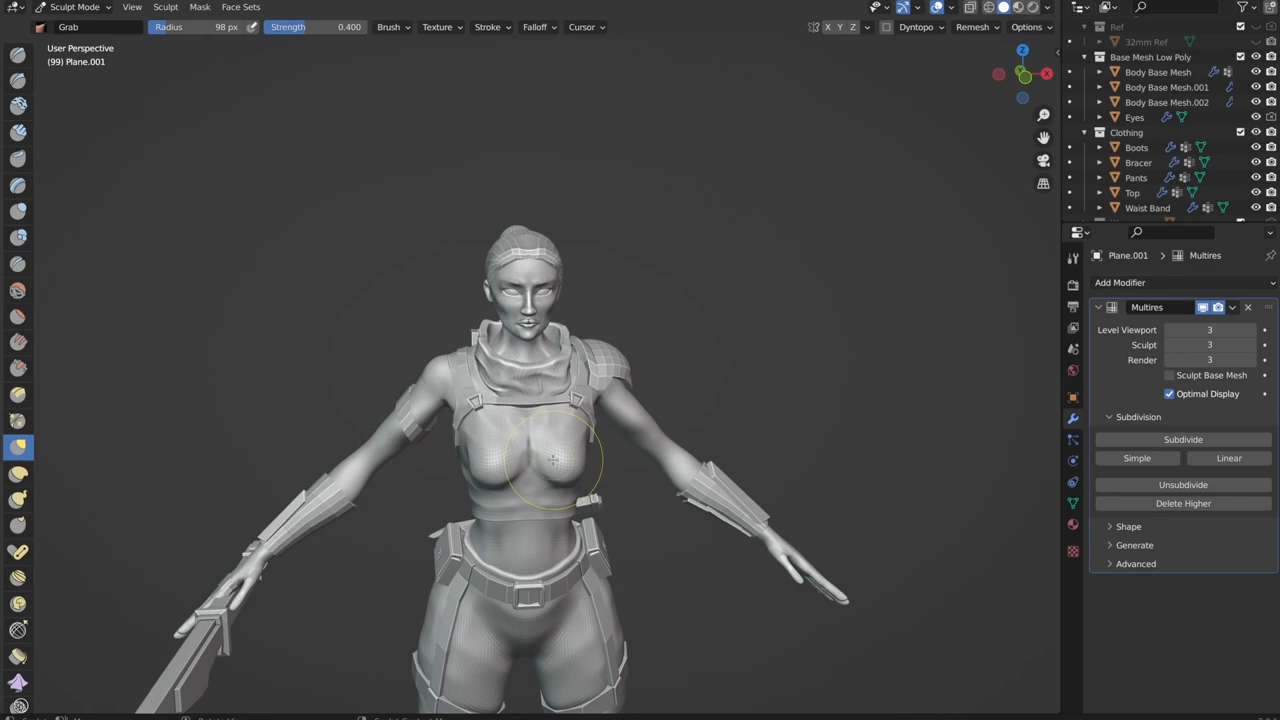 Sculpt Mode View Sculpt Mask Face Sets
Grab Radius 98 px Strength 0.400 Brush Texture Stroke Falloff Cursor X Y Z Dyntopo Remesh Options
User Perspective
(99) Plane.001
Z
X
Ref
32mm Ref
Base Mesh Low Poly
Body Base Mesh
Body Base Mesh.001
Body Base Mesh.002
Eyes
Clothing
Boots
Bracer
Pants
Top
Waist Band
Plane.001 Multires
Add Modifier
Multires
Level Viewport 3
Sculpt 3
Render 3
Sculpt Base Mesh
Optimal Display
Subdivision
Subdivide
Simple Linear
Unsubdivide
Delete Higher
Shape
Generate
Advanced